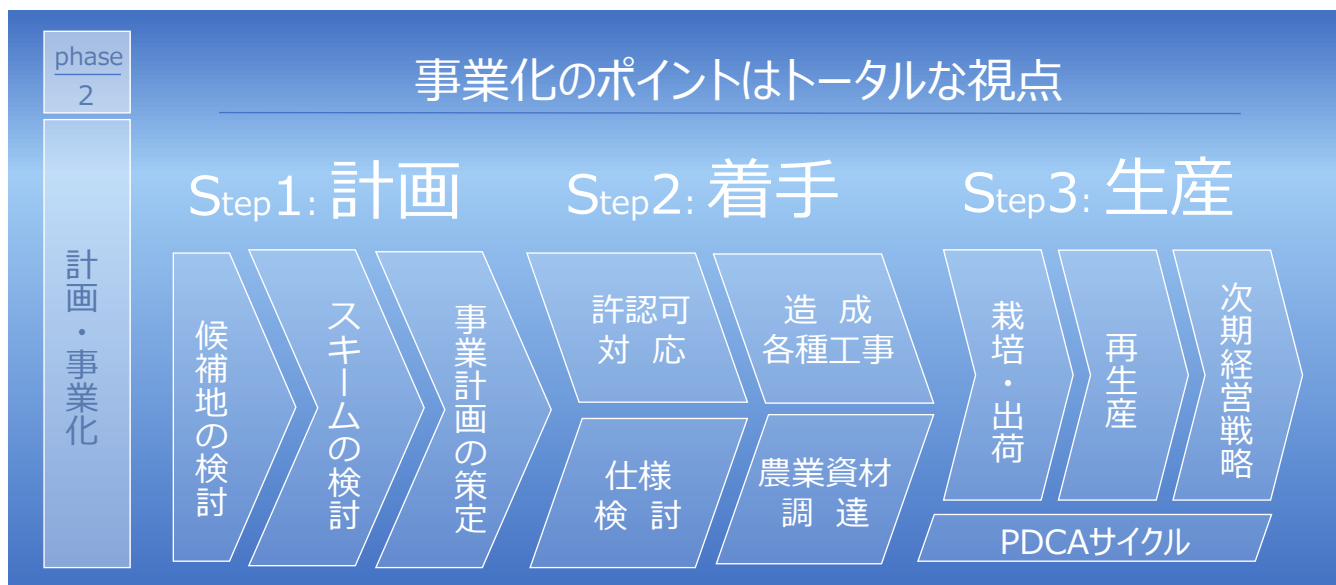 phase
2
計画・事業化
事業化のポイントはトータルな視点
Step1: 計画
候補地の検討
スキームの検討
事業計画の策定
Step2: 着手
許認可
対 応
造 成
各種工事
仕様
検 討
農業資材
調 達
Step3: 生産
栽培・出荷
再生産
次期経営戦略
PDCAサイクル